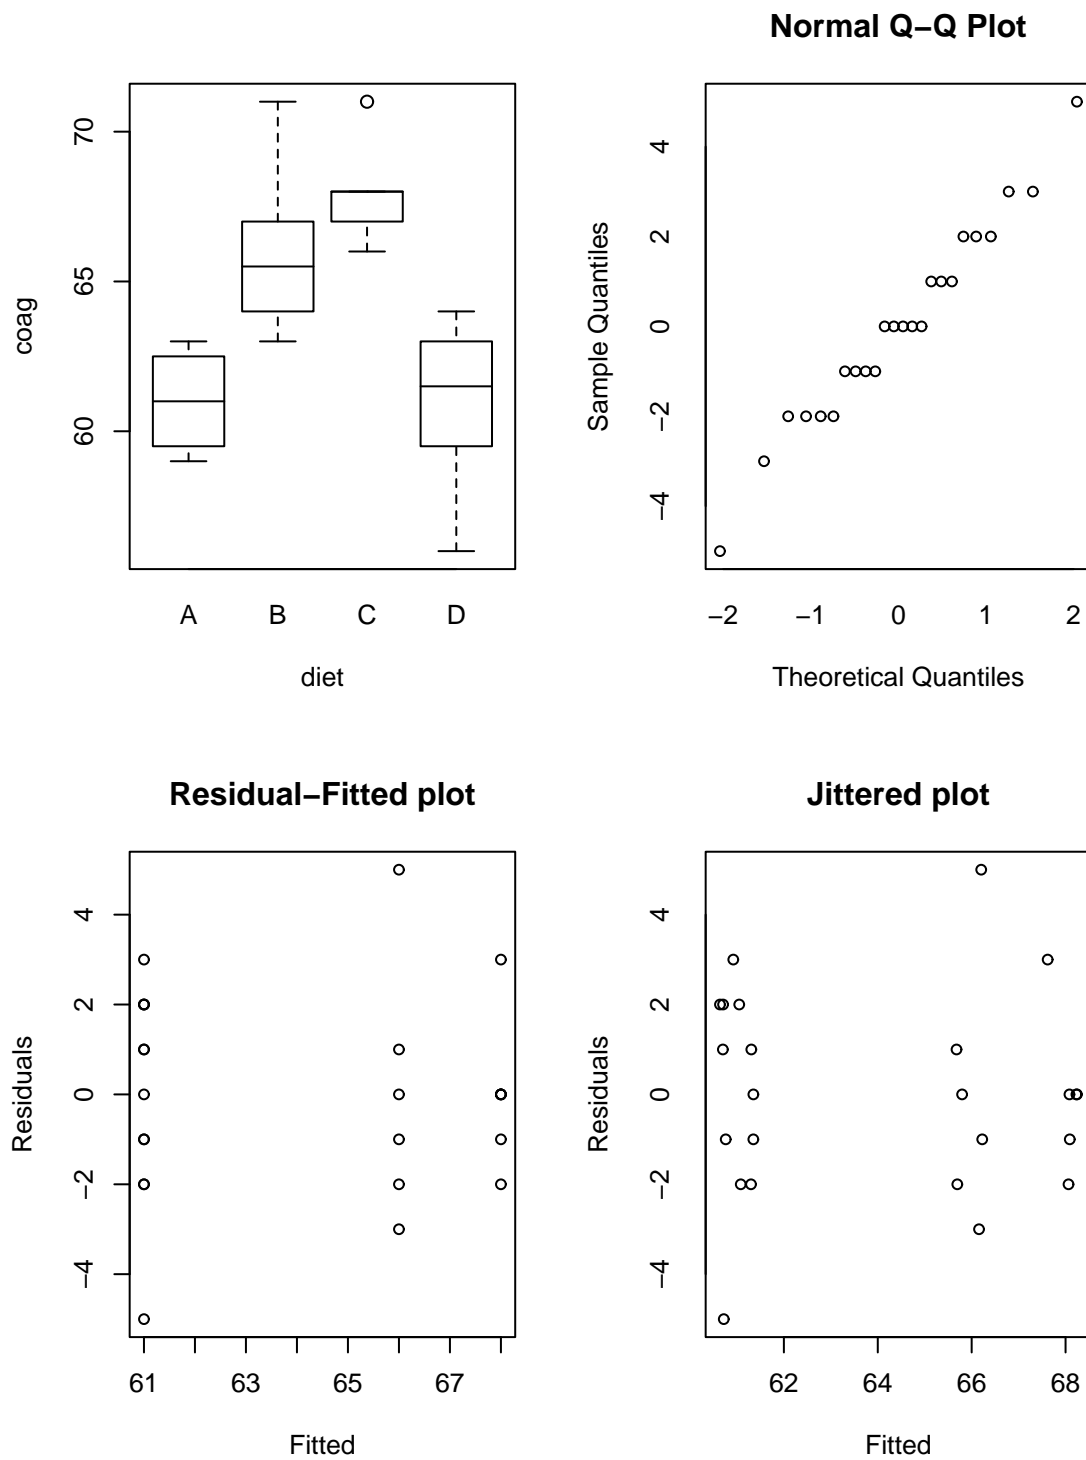 coag
70
65
60
A B C D
diet
Normal Q−Q Plot
Sample Quantiles
4
2
0
−2
−4
−2 −1 0 1 2
Theoretical Quantiles
Residual−Fitted plot
Residuals
4
2
0
−2
−4
61 63 65 67
Fitted
Jittered plot
Residuals
4
2
0
−2
−4
62 64 66 68
Fitted